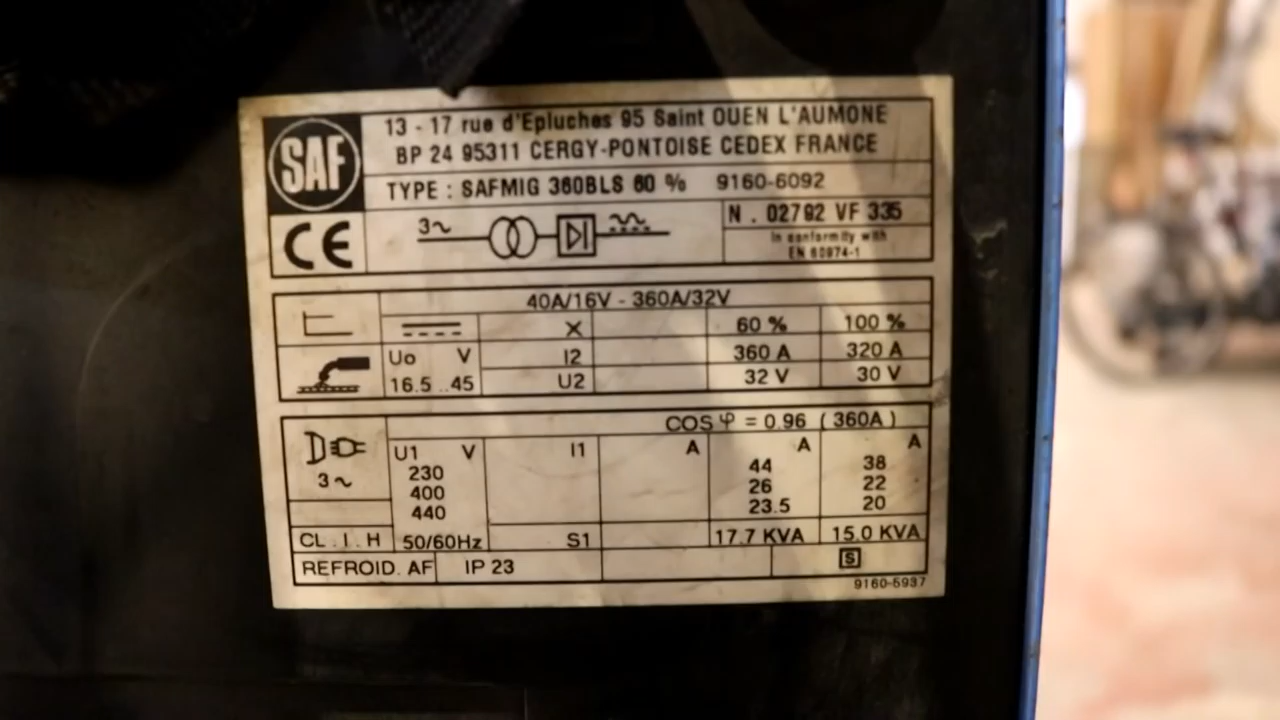 SAF
13 - 17 rue d'Epluches 95 Saint OUEN L'AUMONE
BP 24 95311 CERGY-PONTOISE CEDEX FRANCE
TYPE : SAFMIG 360BLS 60 % 9160-6092
CE
3~
N . 02792 VF 335
In conformity with
EN 60974-1
40A/16V - 360A/32V
X 60 % 100 %
Uo V I2 360 A 320 A
16.5 ..45 U2 32 V 30 V
COS φ = 0.96 ( 360A )
3~
U1 V I1 A A A
230 44 38
400 26 22
440 23.5 20
CL . I . H 50/60Hz S1 17.7 KVA 15.0 KVA
REFROID. AF IP 23 S
9160-5937